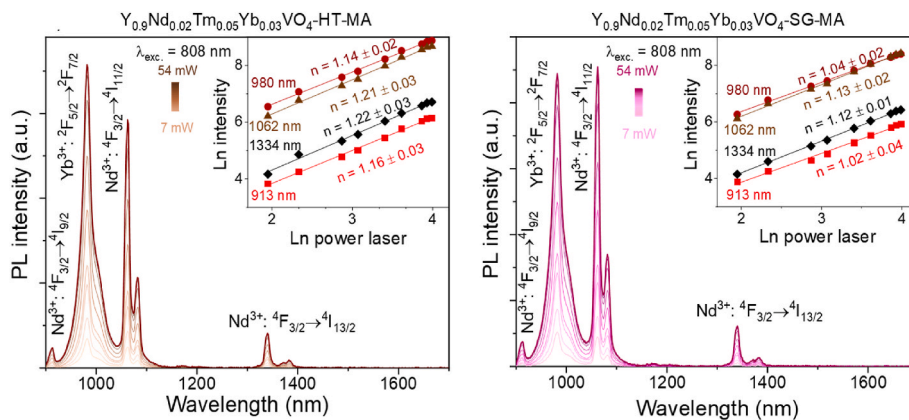 Y0.9Nd0.02Tm0.05Yb0.03VO4-HT-MA
PL intensity (a.u.)
Wavelength (nm)
1000
1200
1400
1600
Nd3+: 4F3/2→4I9/2
Yb3+: 2F5/2→2F7/2
Nd3+: 4F3/2→4I11/2
Nd3+: 4F3/2→4I13/2
λexc. = 808 nm
54 mW
7 mW
Ln intensity
8
6
4
2
3
4
Ln power laser
980 nm
1062 nm
1334 nm
913 nm
n = 1.14 ± 0.02
n = 1.21 ± 0.03
n = 1.22 ± 0.03
n = 1.16 ± 0.03
Y0.9Nd0.02Tm0.05Yb0.03VO4-SG-MA
PL intensity (a.u.)
Wavelength (nm)
1000
1200
1400
1600
Nd3+: 4F3/2→4I9/2
Yb3+: 2F5/2→2F7/2
Nd3+: 4F3/2→4I11/2
Nd3+: 4F3/2→4I13/2
λexc. = 808 nm
54 mW
7 mW
Ln intensity
8
6
4
2
3
4
Ln power laser
980 nm
1062 nm
1334 nm
913 nm
n = 1.04 ± 0.02
n = 1.13 ± 0.02
n = 1.12 ± 0.01
n = 1.02 ± 0.04